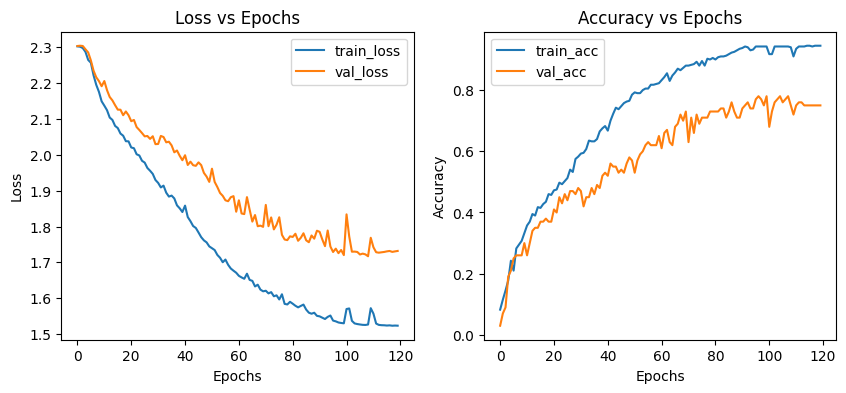 Loss vs Epochs
train_loss
val_loss
2.3
2.2
2.1
2.0
1.9
1.8
1.7
1.6
1.5
Loss
0 20 40 60 80 100 120
Epochs
Accuracy vs Epochs
train_acc
val_acc
0.8
0.6
0.4
0.2
0.0
Accuracy
0 20 40 60 80 100 120
Epochs